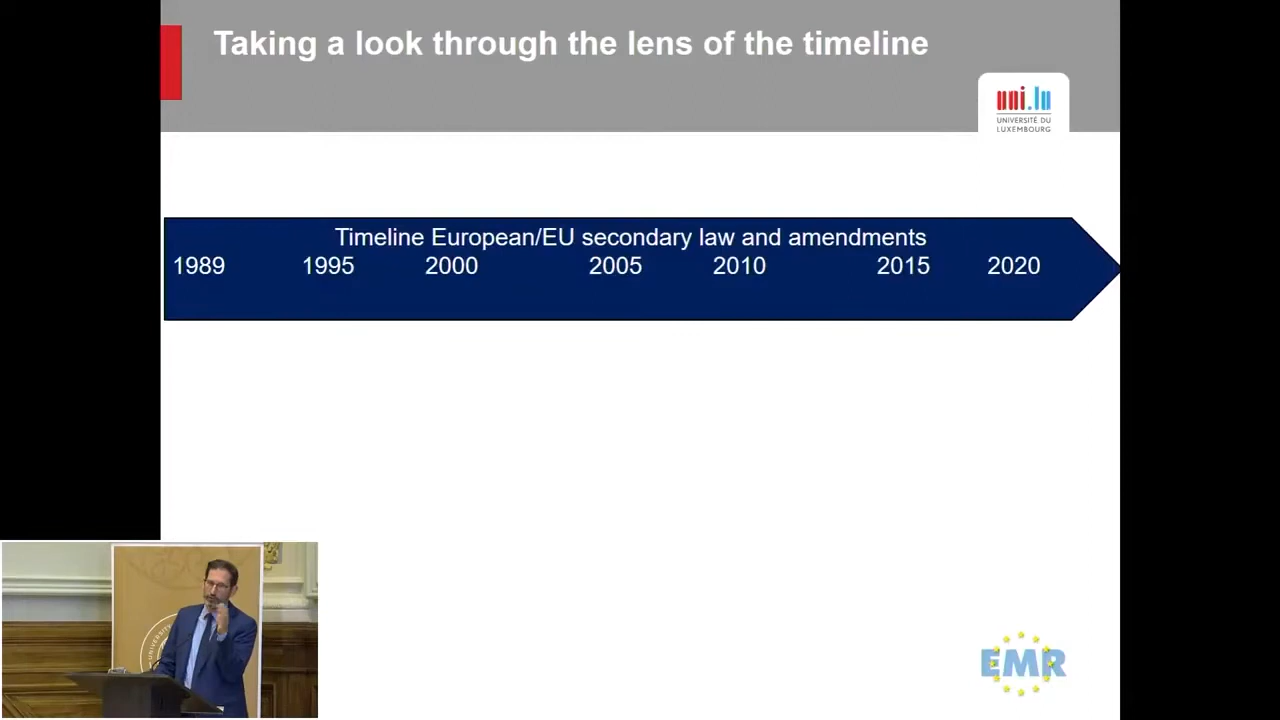 Taking a look through the lens of the timeline
uni.lu
UNIVERSITÉ DU
LUXEMBOURG
Timeline European/EU secondary law and amendments
1989 1995 2000 2005 2010 2015 2020
EMR
UNIVERSITY